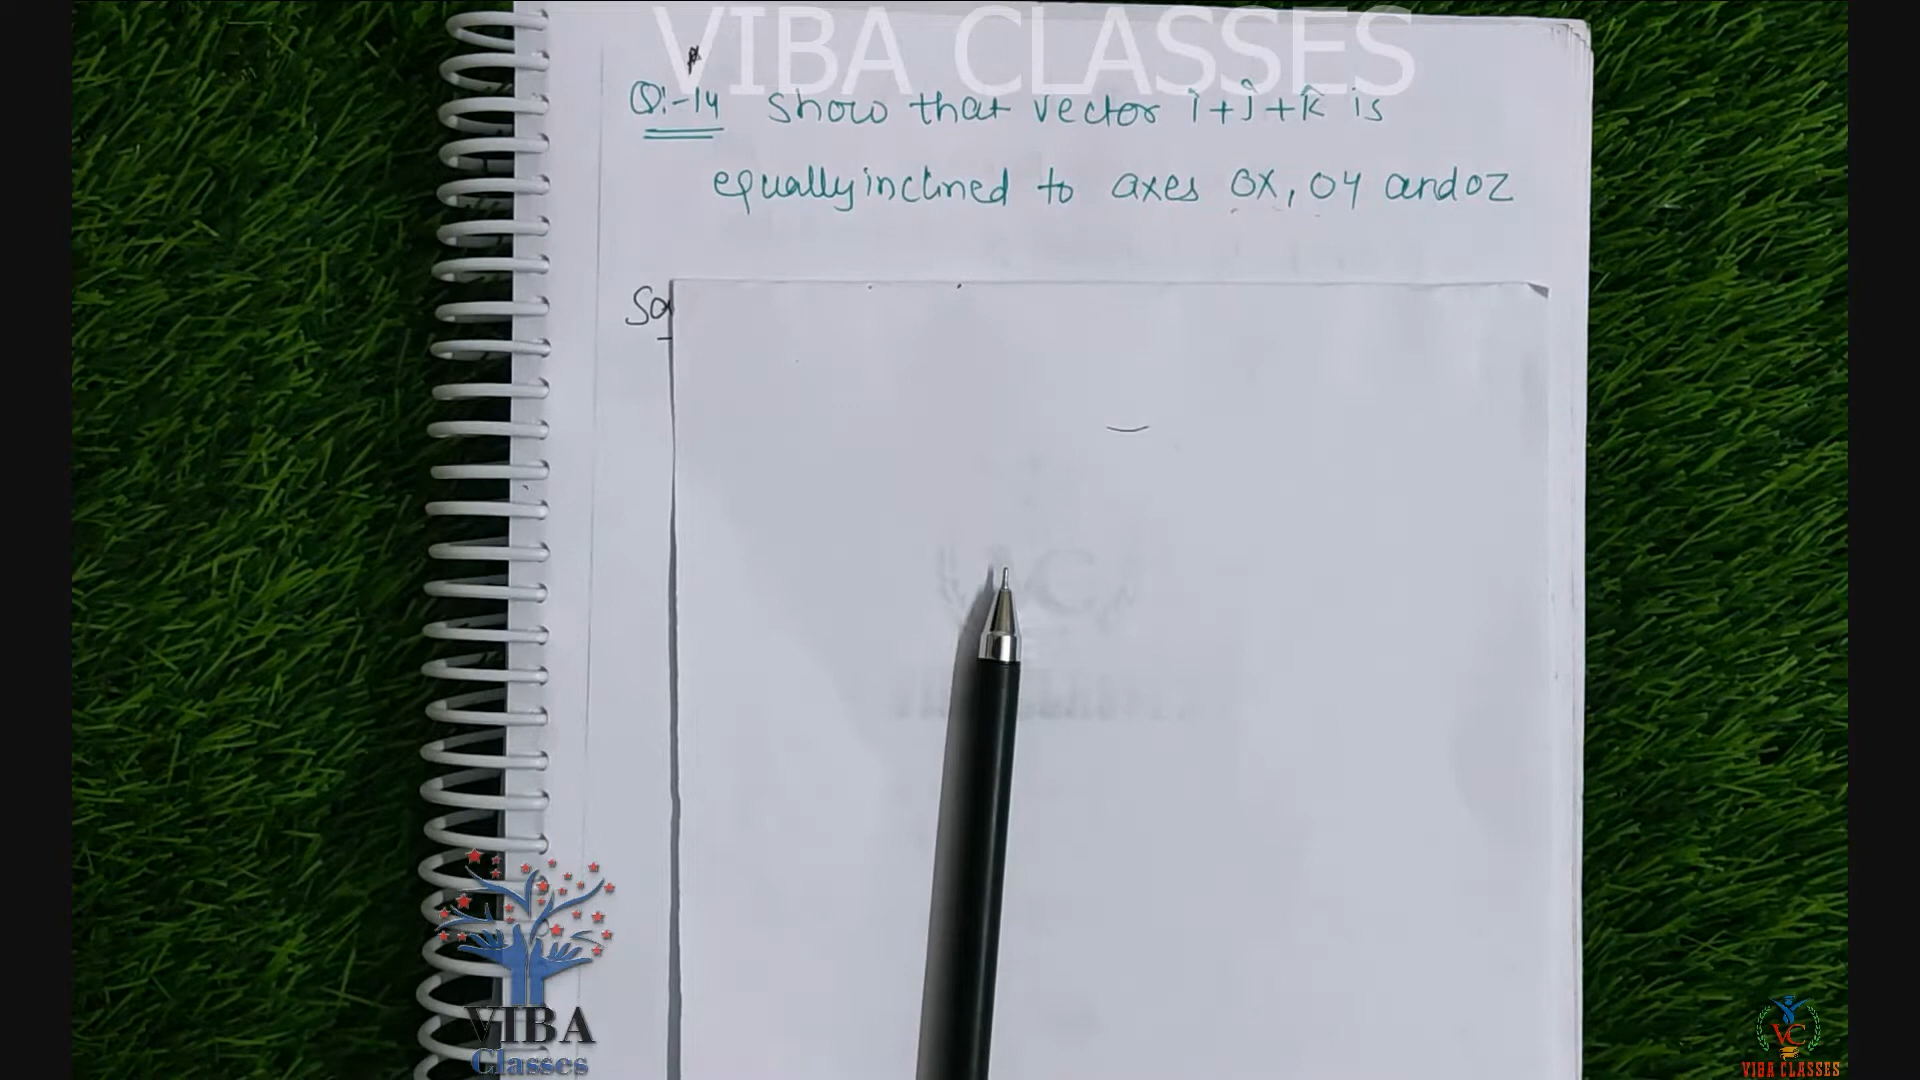 VIBA CLASSES
Q:-14 Show that vector î+ĵ+k̂ is
equally inclined to axes OX, OY and OZ
So
VIBA
Classes
VC
VIBA CLASSES